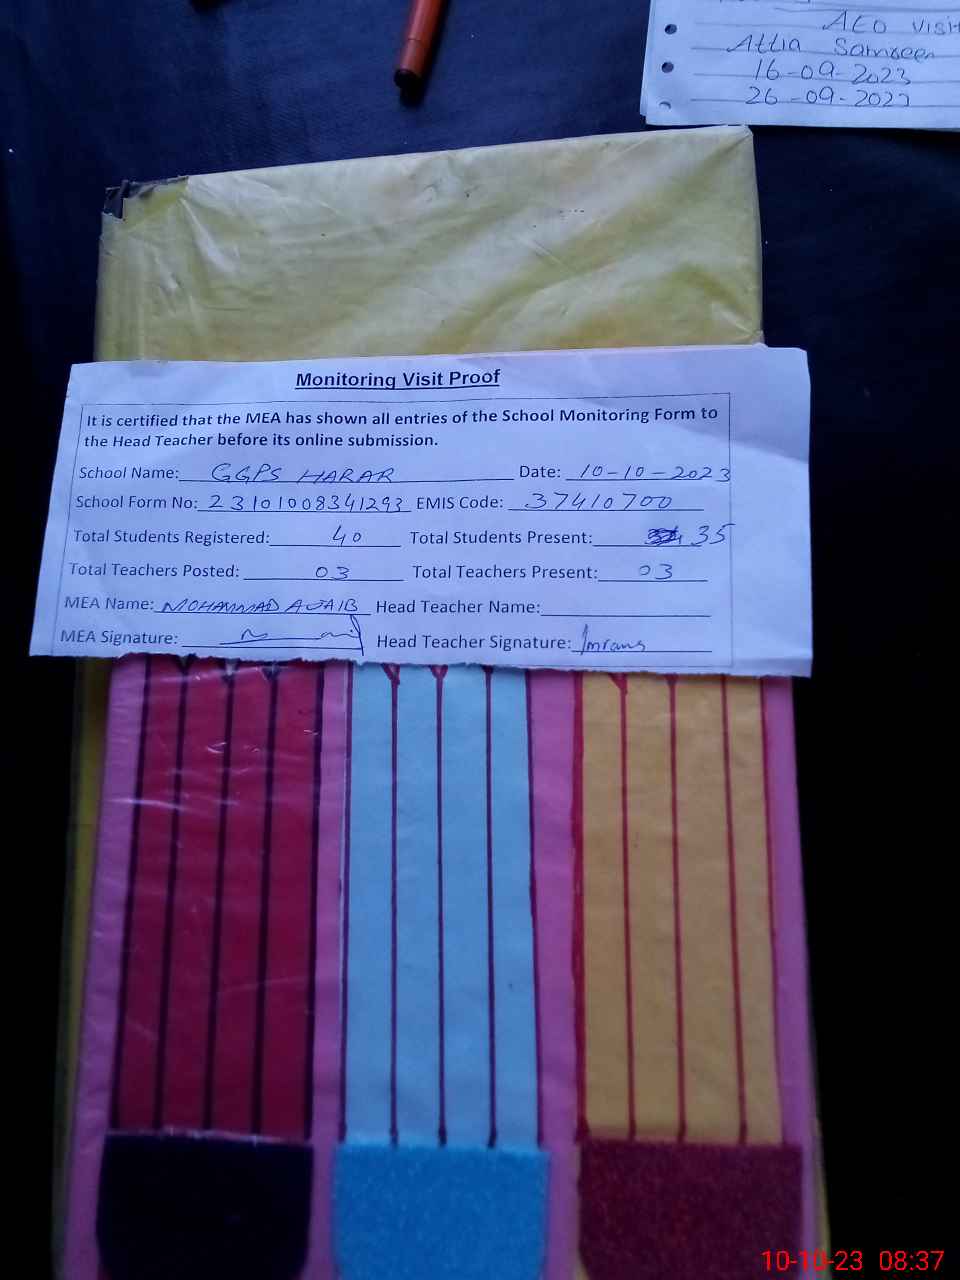 AEO visit
Attia Samreen
16-09-2023
26-09-2023
Monitoring Visit Proof
It is certified that the MEA has shown all entries of the School Monitoring Form to
the Head Teacher before its online submission.
School Name: GGPS HARAR Date: 10-10-2023
School Form No: 23101008341293 EMIS Code: 37410700
Total Students Registered: 40 Total Students Present: 35
Total Teachers Posted: 03 Total Teachers Present: 03
MEA Name: MOHAMMAD AJAIB Head Teacher Name:
MEA Signature: Head Teacher Signature: Imrans
10-10-23 08:37